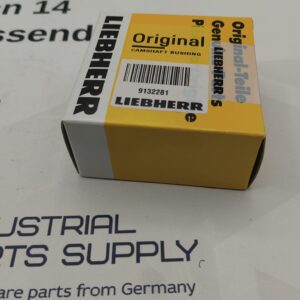 en 14
ssend
LIEBHERR
Original
CAMSHAFT BUSHING
9132281
LIEBHERR
Original-Teile
Gen LIEBHERR s
P
e
USTRIAL
RTS SUPPLY
are parts from Germany